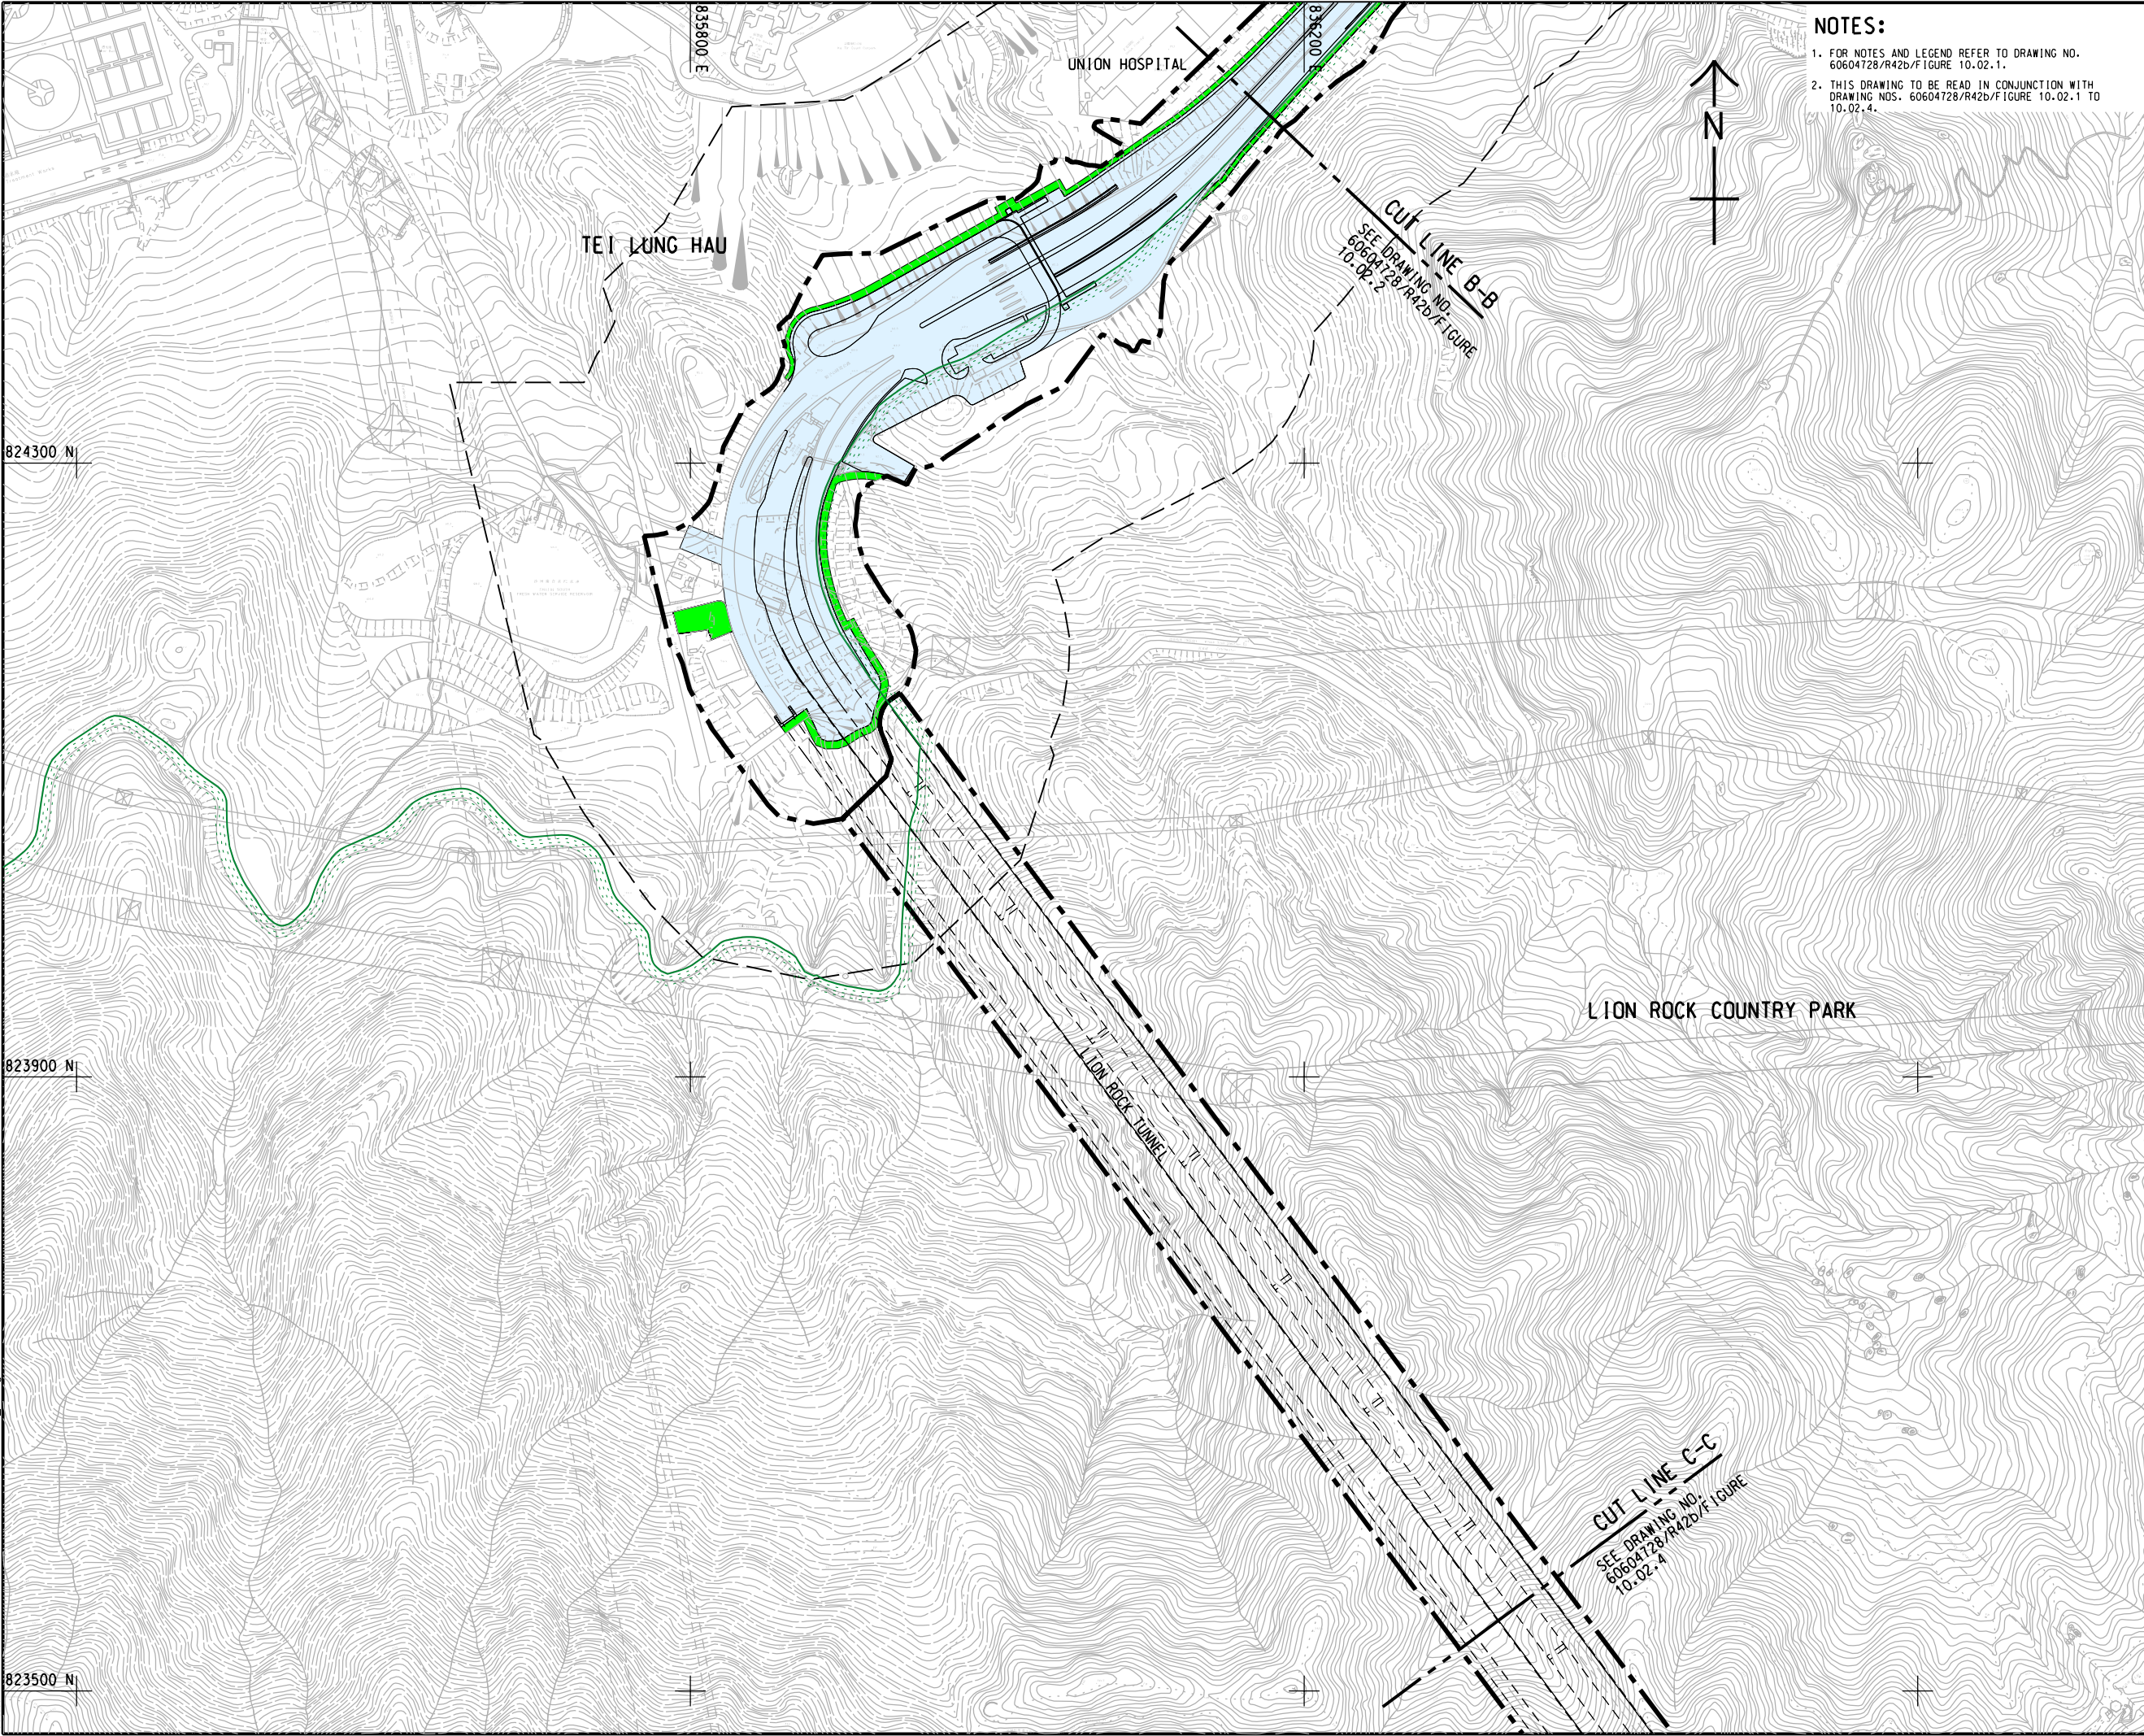 NOTES:
1. FOR NOTES AND LEGEND REFER TO DRAWING NO.
60604728/R42b/FIGURE 10.02.1.
2. THIS DRAWING TO BE READ IN CONJUNCTION WITH
DRAWING NOS. 60604728/R42b/FIGURE 10.02.1 TO
10.02.4.
835800 E
836200 E
UNION HOSPITAL
N
TEI LUNG HAU
CUT LINE B-B
SEE DRAWING NO.
60604728/R42b/FIGURE
10.02.2
824300 N
LION ROCK COUNTRY PARK
823900 N
LION ROCK TUNNEL
CUT LINE C-C
SEE DRAWING NO.
60604728/R42b/FIGURE
10.02.4
823500 N